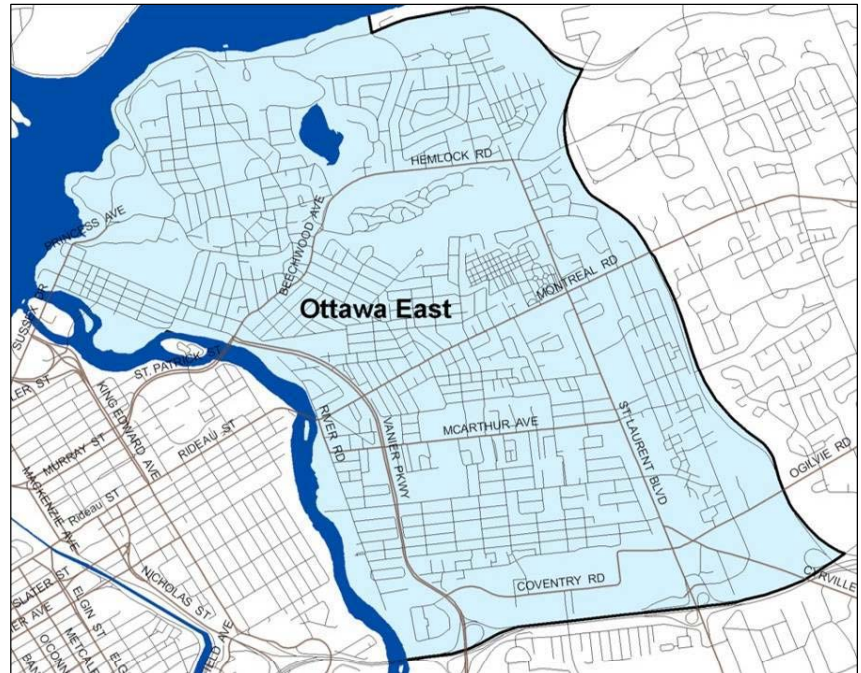 HEMLOCK RD
PRINCESS AVE
BEECHWOOD AVE
MONTREAL RD
Ottawa East
SUSSEX DR
ST. PATRICK ST
KING EDWARD AVE
RIVER RD
VANIER PKWY
MCARTHUR AVE
ST LAURENT BLVD
RIDEAU ST
MURRAY ST
OGILVIE RD
MACKENZIE AVE
Rideau ST
COVENTRY RD
CYRVILLE
NICHOLAS ST
SLATER ST
ELGIN ST